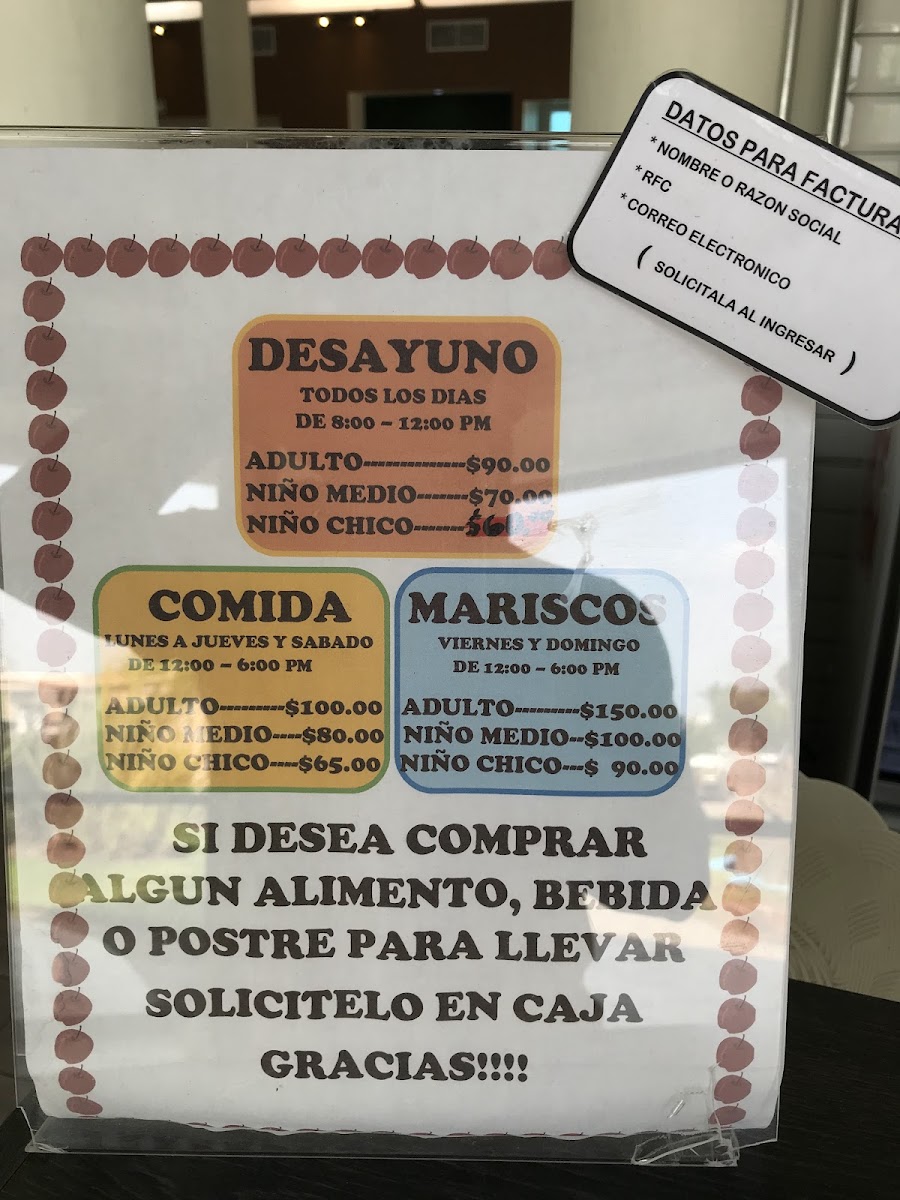 DATOS PARA FACTURA
*NOMBRE O RAZON SOCIAL
*RFC
*CORREO ELECTRONICO
( SOLICITALA AL INGRESAR )
DESAYUNO
TODOS LOS DIAS
DE 8:00 – 12:00 PM
ADULTO--------------$90.00
NIÑO MEDIO-------$70.00
NIÑO CHICO-------$60
COMIDA
LUNES A JUEVES Y SABADO
DE 12:00 – 6:00 PM
ADULTO---------$100.00
NIÑO MEDIO----$80.00
NIÑO CHICO----$65.00
MARISCOS
VIERNES Y DOMINGO
DE 12:00 – 6:00 PM
ADULTO---------$150.00
NIÑO MEDIO--$100.00
NIÑO CHICO---$ 90.00
SI DESEA COMPRAR
ALGUN ALIMENTO, BEBIDA
O POSTRE PARA LLEVAR
SOLICITELO EN CAJA
GRACIAS!!!!